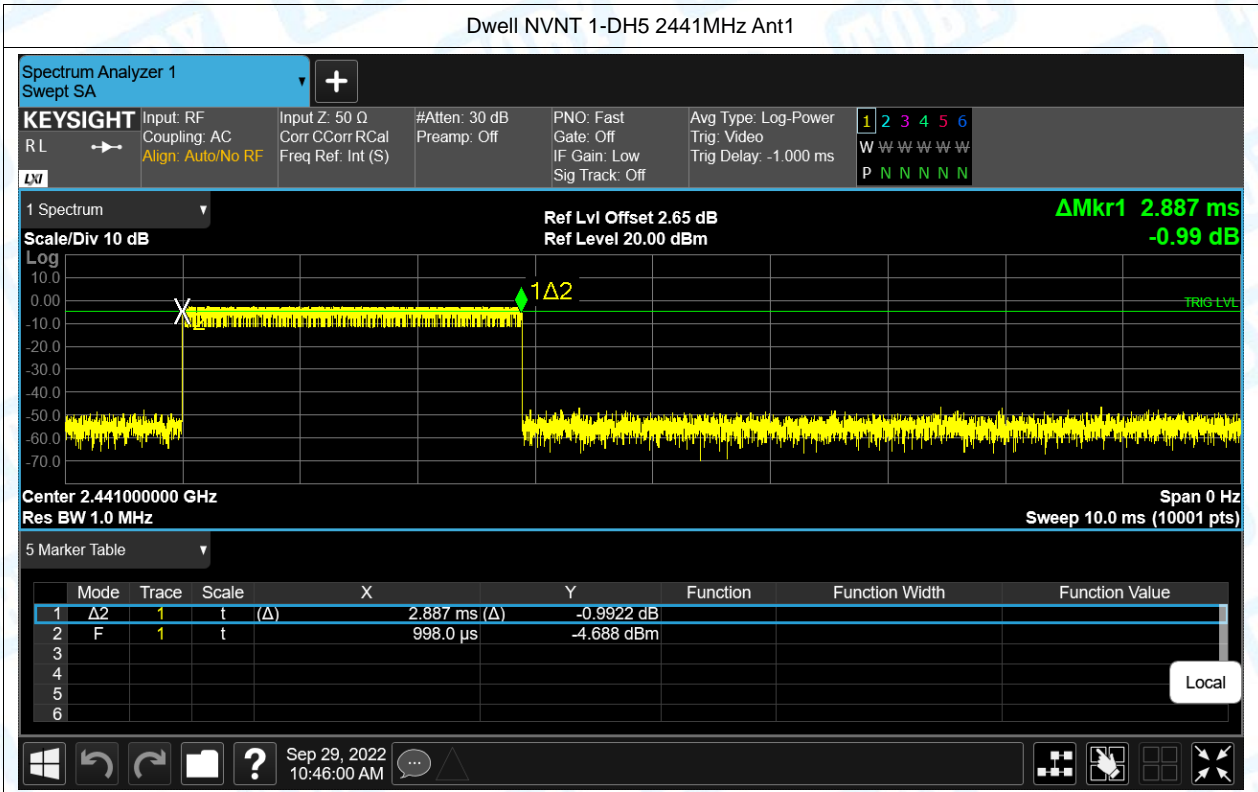 Dwell NVNT 1-DH5 2441MHz Ant1
Spectrum Analyzer 1
Swept SA
+
KEYSIGHT
RL
LXI
Input: RF
Coupling: AC
Align: Auto/No RF
Input Z: 50 Ω
Corr CCorr RCal
Freq Ref: Int (S)
#Atten: 30 dB
Preamp: Off
PNO: Fast
Gate: Off
IF Gain: Low
Sig Track: Off
Avg Type: Log-Power
Trig: Video
Trig Delay: -1.000 ms
1 2 3 4 5 6
W W W W W W
P N N N N N
1 Spectrum
Scale/Div 10 dB
Ref Lvl Offset 2.65 dB
Ref Level 20.00 dBm
ΔMkr1 2.887 ms
-0.99 dB
Log
10.0
0.00
-10.0
-20.0
-30.0
-40.0
-50.0
-60.0
-70.0
1Δ2
TRIG LVL
Center 2.441000000 GHz
Res BW 1.0 MHz
Span 0 Hz
Sweep 10.0 ms (10001 pts)
5 Marker Table
Mode Trace Scale X Y Function Function Width Function Value
1 Δ2 1 t (Δ) 2.887 ms (Δ) -0.9922 dB
2 F 1 t 998.0 µs -4.688 dBm
3
4
5
6
Local
?
Sep 29, 2022
10:46:00 AM